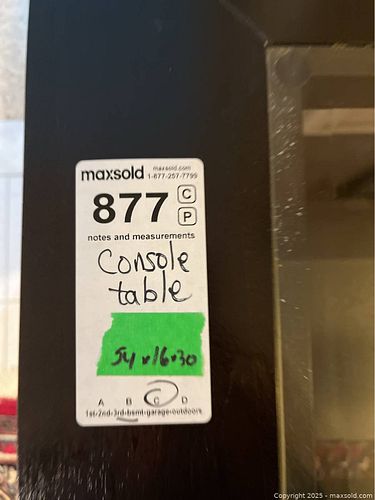 maxsold maxsold.com
1-877-257-7799
877 C
P
notes and measurements
Console
table
54 x 16 x 30
A B C D
1st-2nd-3rd-bsmt-garage-outdoors
Copyright © 2025 - maxsold.com